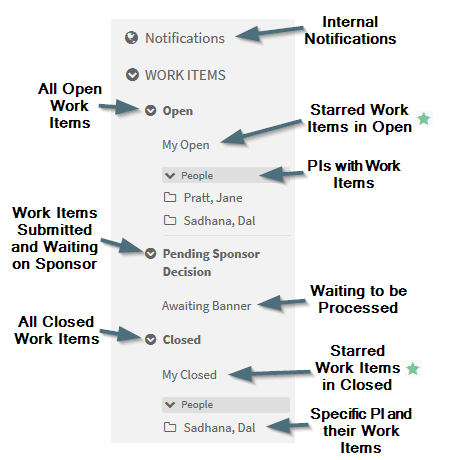 Internal
Notifications
Notifications
WORK ITEMS
All Open
Work
Items
Open
Starred Work
Items in Open
My Open
People
PIs with Work
Items
Pratt, Jane
Sadhana, Dal
Work Items
Submitted
and Waiting
on Sponsor
Pending Sponsor
Decision
Awaiting Banner
Waiting to be
Processed
All Closed
Work Items
Closed
Starred
Work Items
in Closed
My Closed
People
Sadhana, Dal
Specific PI and
their Work
Items